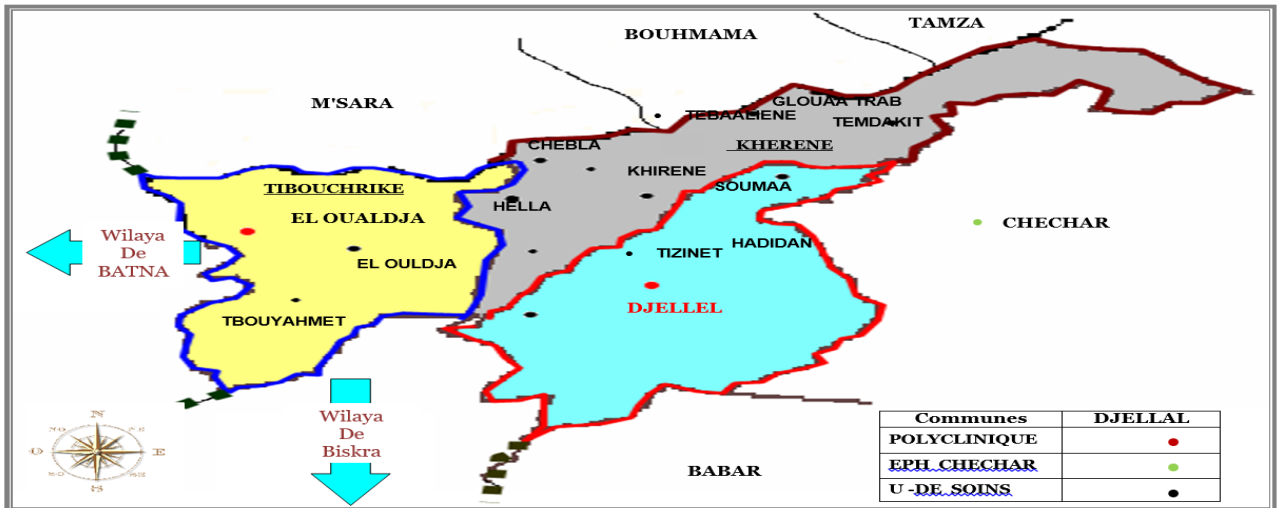 TAMZA
BOUHMAMA
M'SARA
GLOUAA TRAB
TEBAALIENE
TEMDAKIT
CHEBLA
KHERENE
KHIRENE
TIBOUCHRIKE
SOUMAA
HELLA
EL OUALDJA
CHECHAR
Wilaya
De
BATNA
HADIDAN
TIZINET
EL OULDJA
DJELLEL
TBOUYAHMET
Wilaya
De
Biskra
N
O
E
S
BABAR
Communes DJELLAL
POLYCLINIQUE
EPH CHECHAR
U -DE SOINS